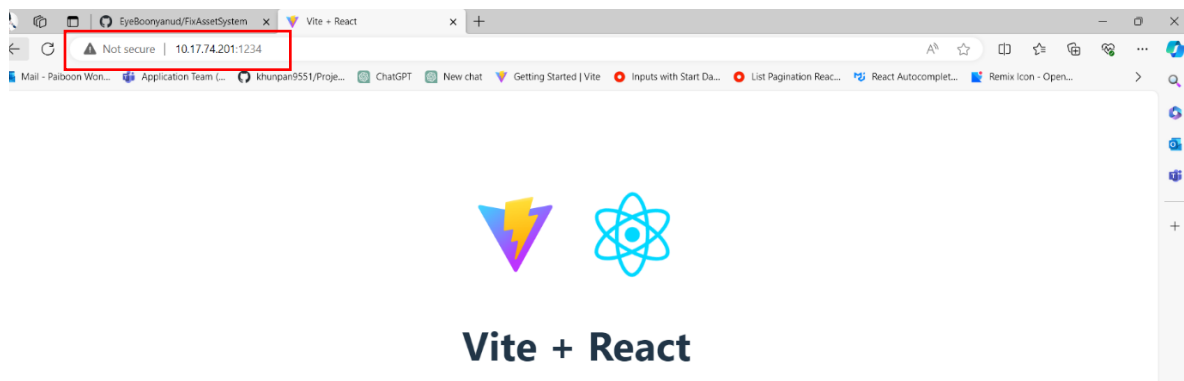 EyeBoonyanud/FixAssetSystem
Vite + React
Not secure | 10.17.74.201:1234
Mail - Paiboon Won... Application Team (... khunpan9551/Proje... ChatGPT New chat Getting Started | Vite Inputs with Start Da... List Pagination Reac... React Autocomplet... Remix Icon - Open...
Vite + React